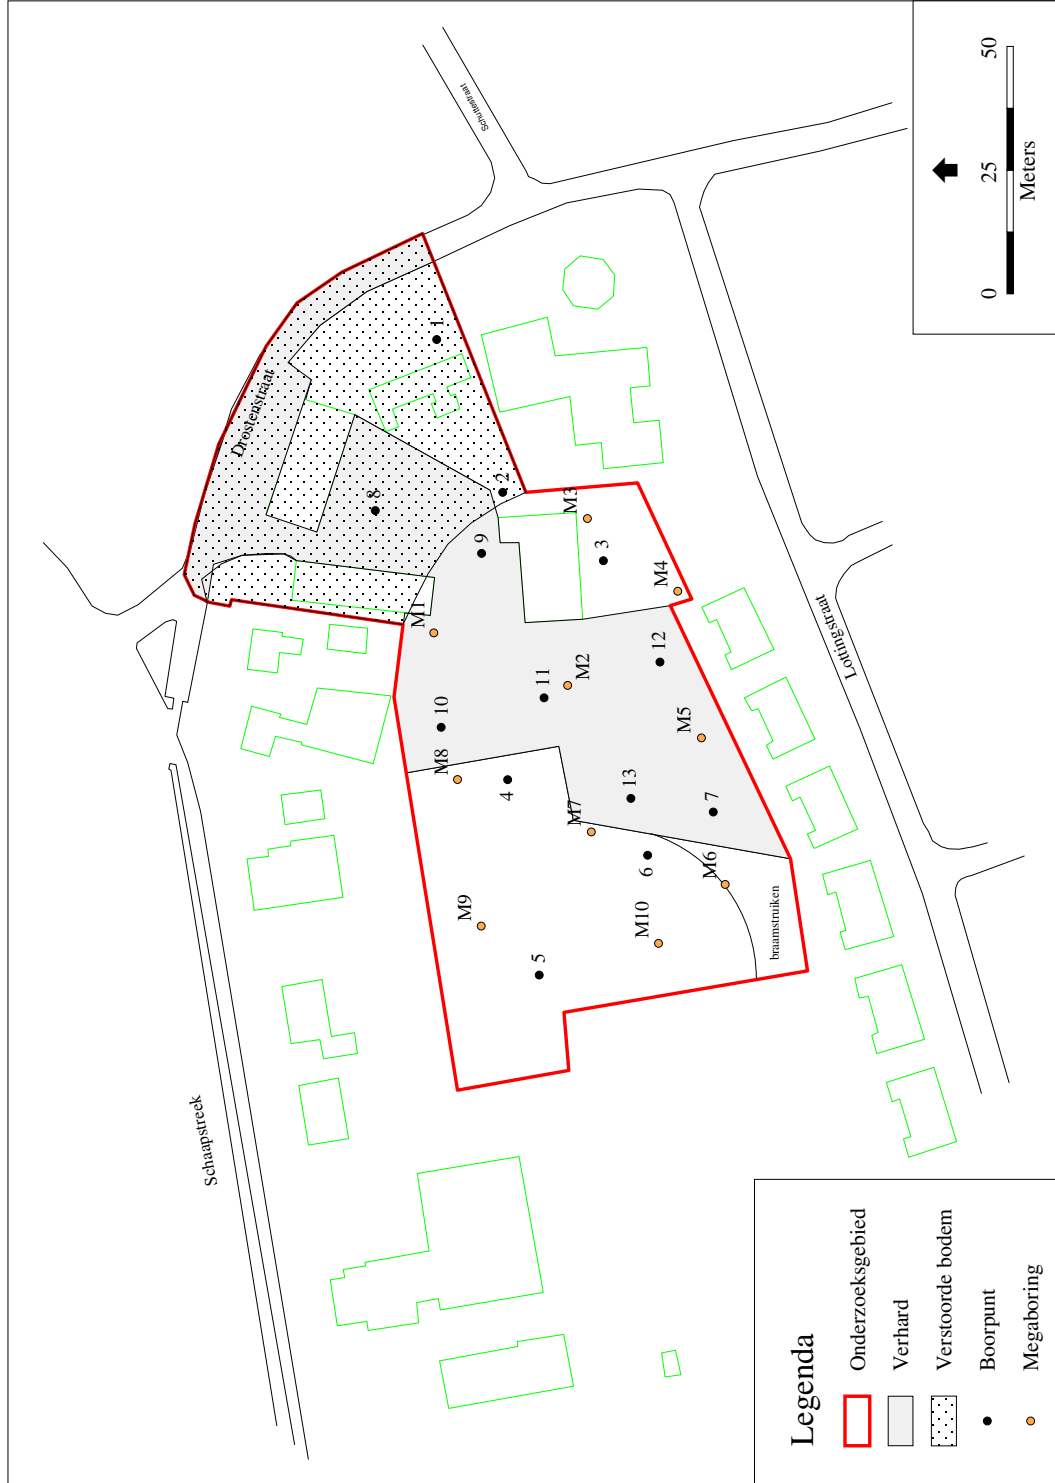 Schaapstreek
Drostenstraat
Schuttestraat
Lottingstraat
braamstruiken
1
2
3
4
5
6
7
8
9
10
11
12
13
M1
M2
M3
M4
M5
M6
M7
M8
M9
M10
Legenda
Onderzoeksgebied
Verhard
Verstoorde bodem
Boorpunt
Megaboring
0 25 50
Meters